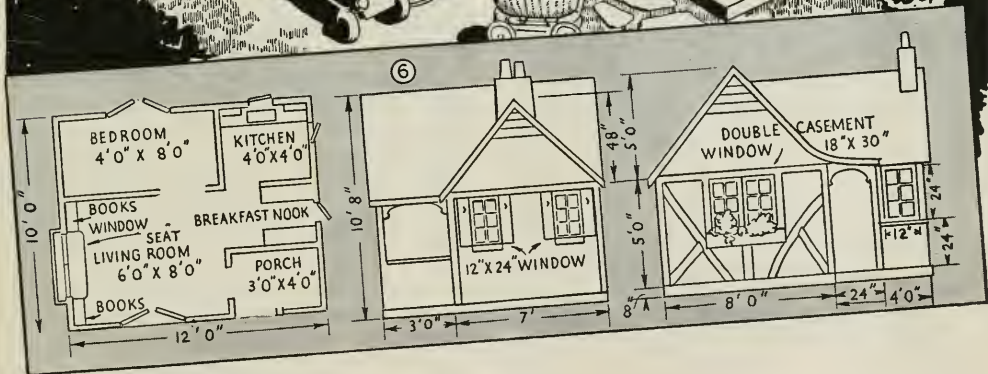 ⑥
BEDROOM
4'0" X 8'0"
KITCHEN
4'0"X4'0"
BOOKS
WINDOW
SEAT
BREAKFAST NOOK
LIVING ROOM
6'0" X 8'0"
PORCH
3'0"X4'0"
BOOKS
10' 0"
12' 0"
10' 8"
48"
12"X 24" WINDOW
3'0"
7'
5'0"
5'0"
8"
DOUBLE CASEMENT
WINDOW 18"X 30"
24"
12"
24"
8' 0"
24"
4'0"